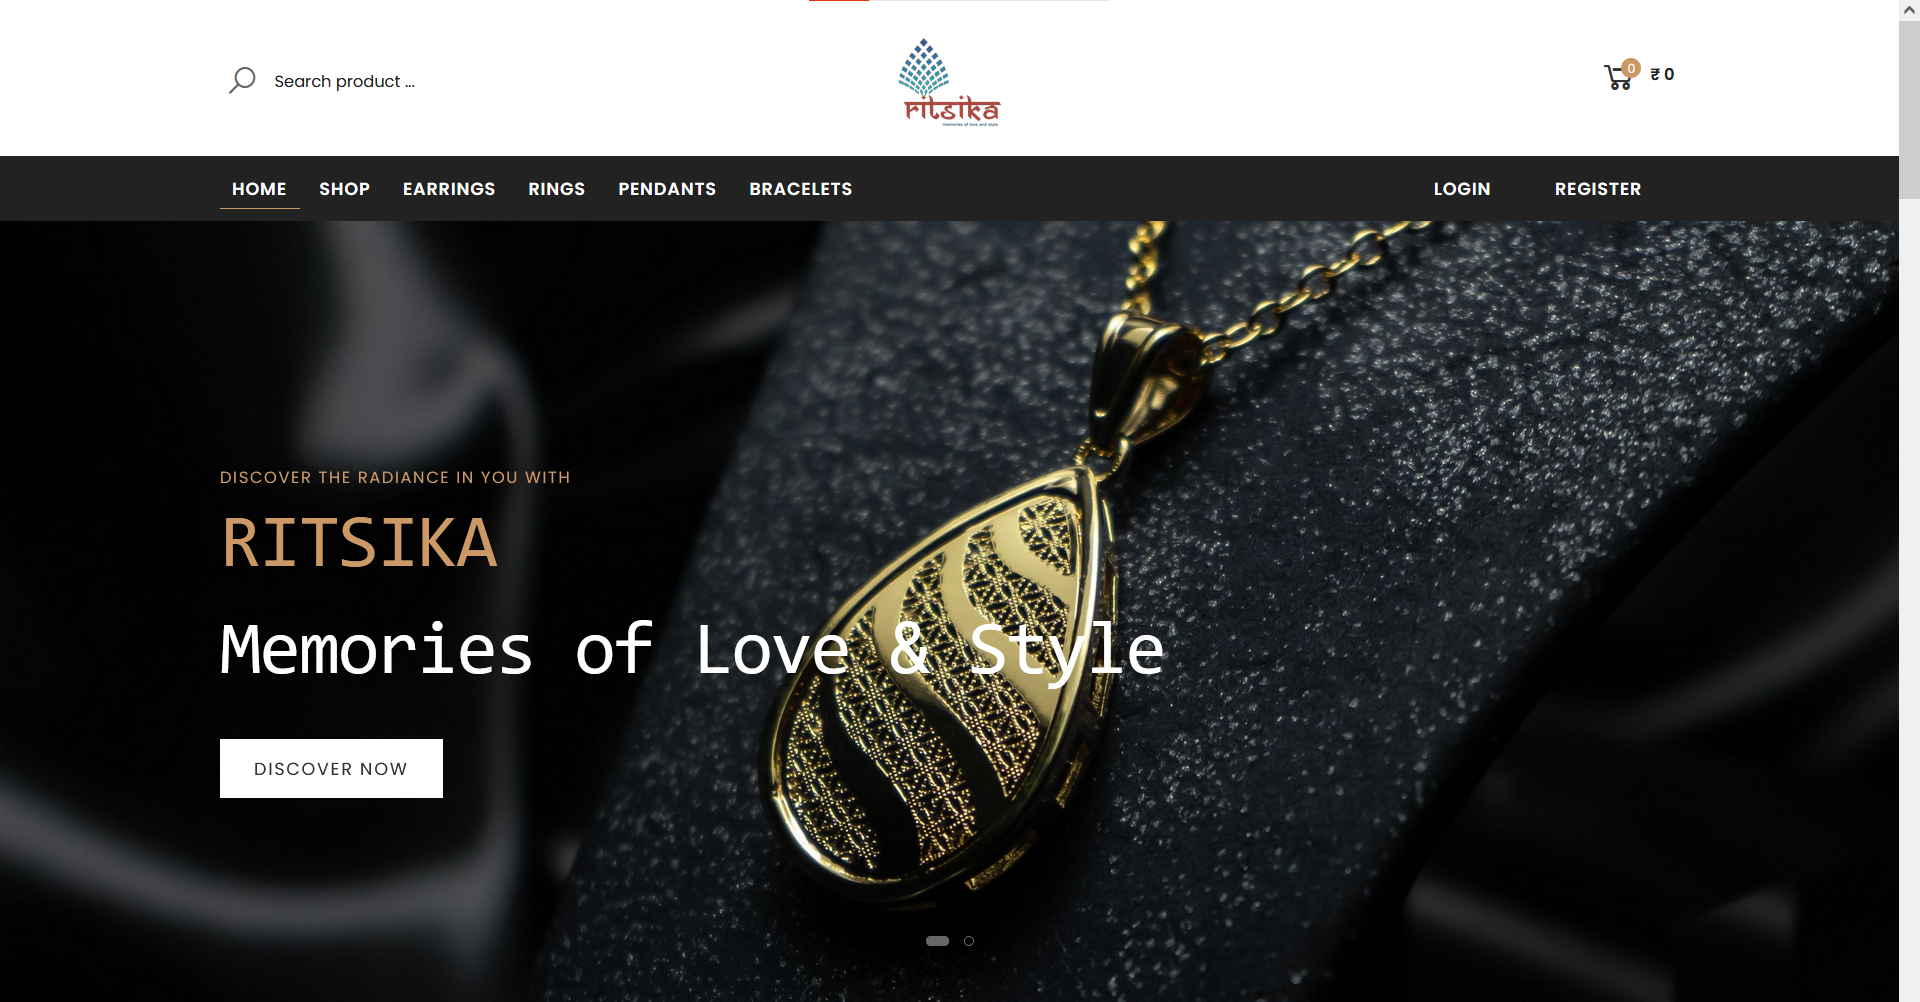 Search product ...
ritsika
memories of love and style
0
₹ 0
HOME SHOP EARRINGS RINGS PENDANTS BRACELETS LOGIN REGISTER
DISCOVER THE RADIANCE IN YOU WITH
RITSIKA
Memories of Love & Style
DISCOVER NOW